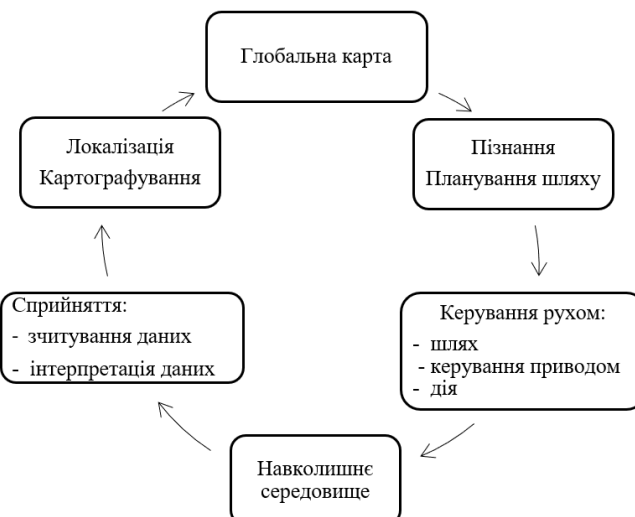 Глобальна карта
Локалізація
Картографування
Пізнання
Планування шляху
Сприйняття:
- зчитування даних
- інтерпретація даних
Керування рухом:
- шлях
- керування приводом
- дія
Навколишнє
середовище